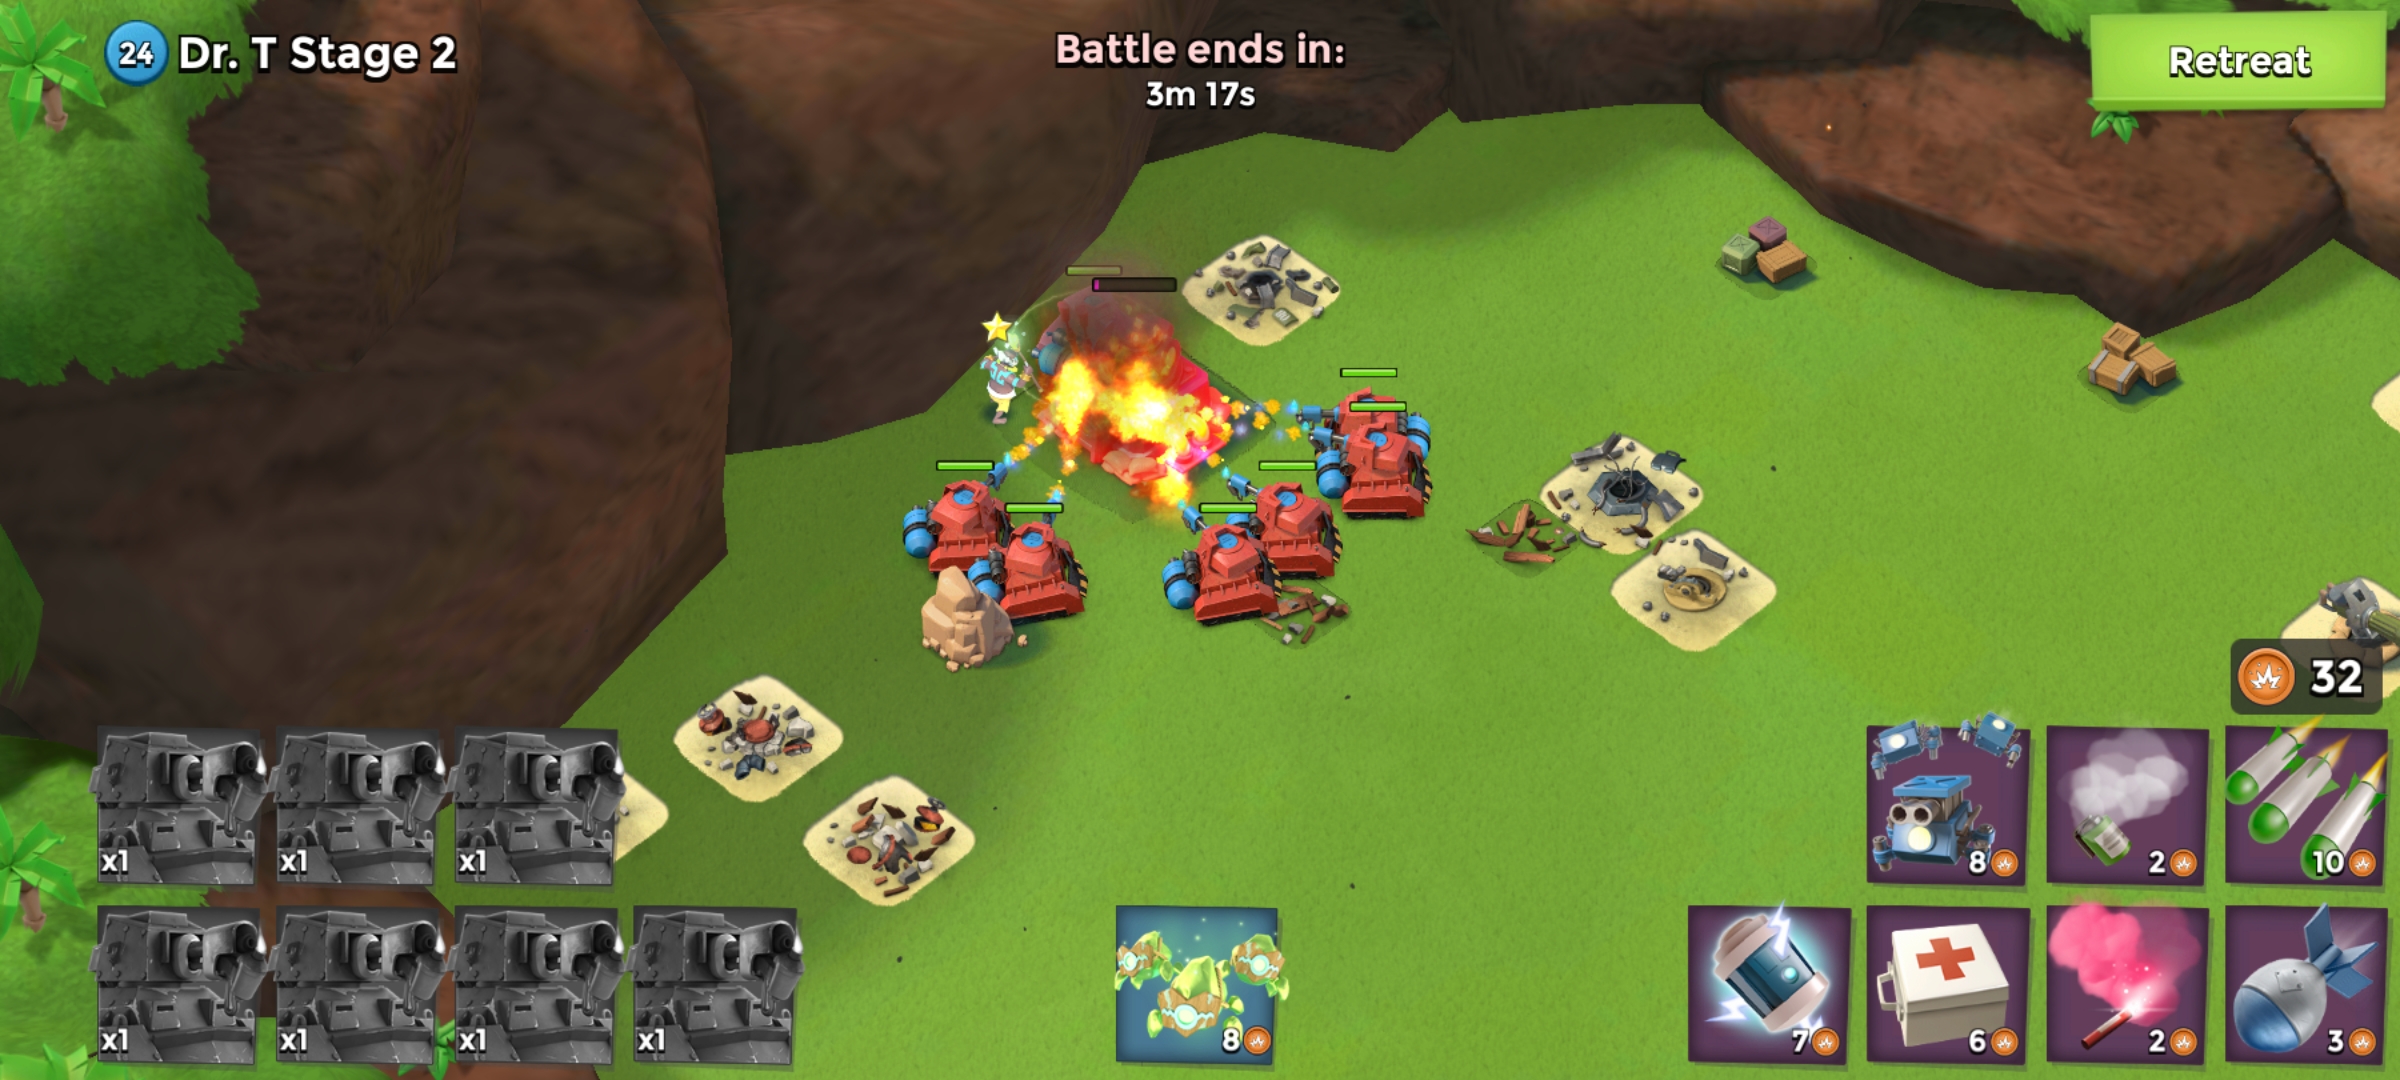 24 Dr. T Stage 2
Battle ends in:
3m 17s
Retreat
32
x1 x1 x1
8 2 10
x1 x1 x1 x1
8
7 6 2 3